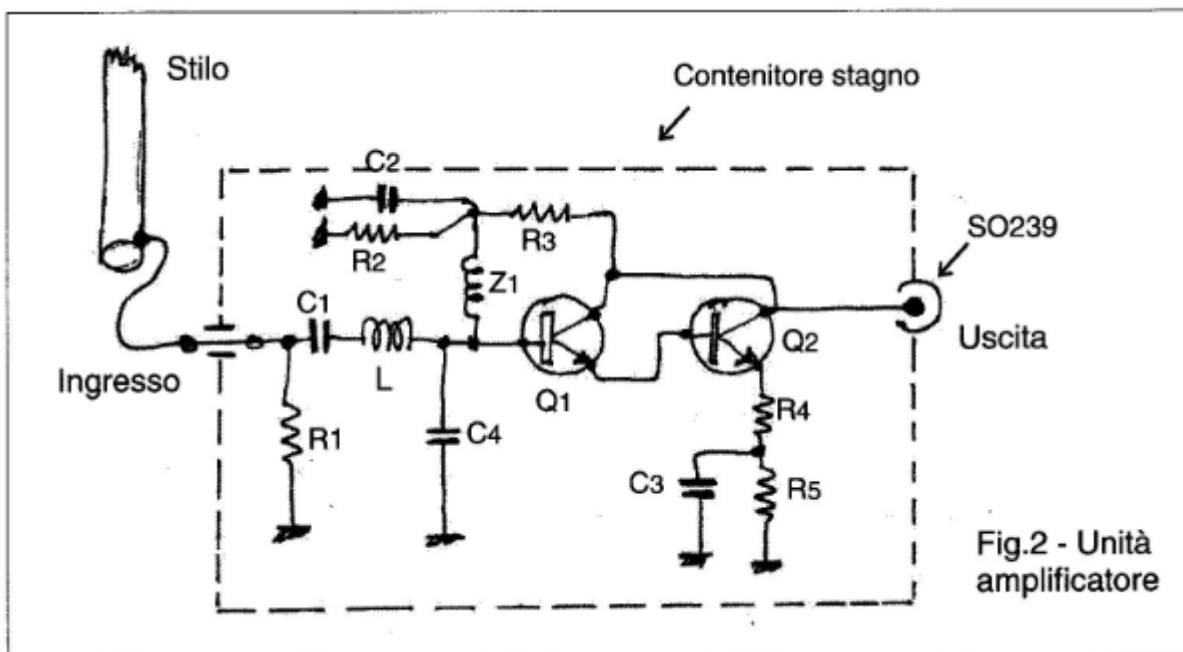 Stilo
Contenitore stagno
C2
R2
R3
Z1
SO239
C1
L
Q1
Q2
Uscita
Ingresso
R1
C4
R4
C3
R5
Fig.2 - Unità
amplificatore